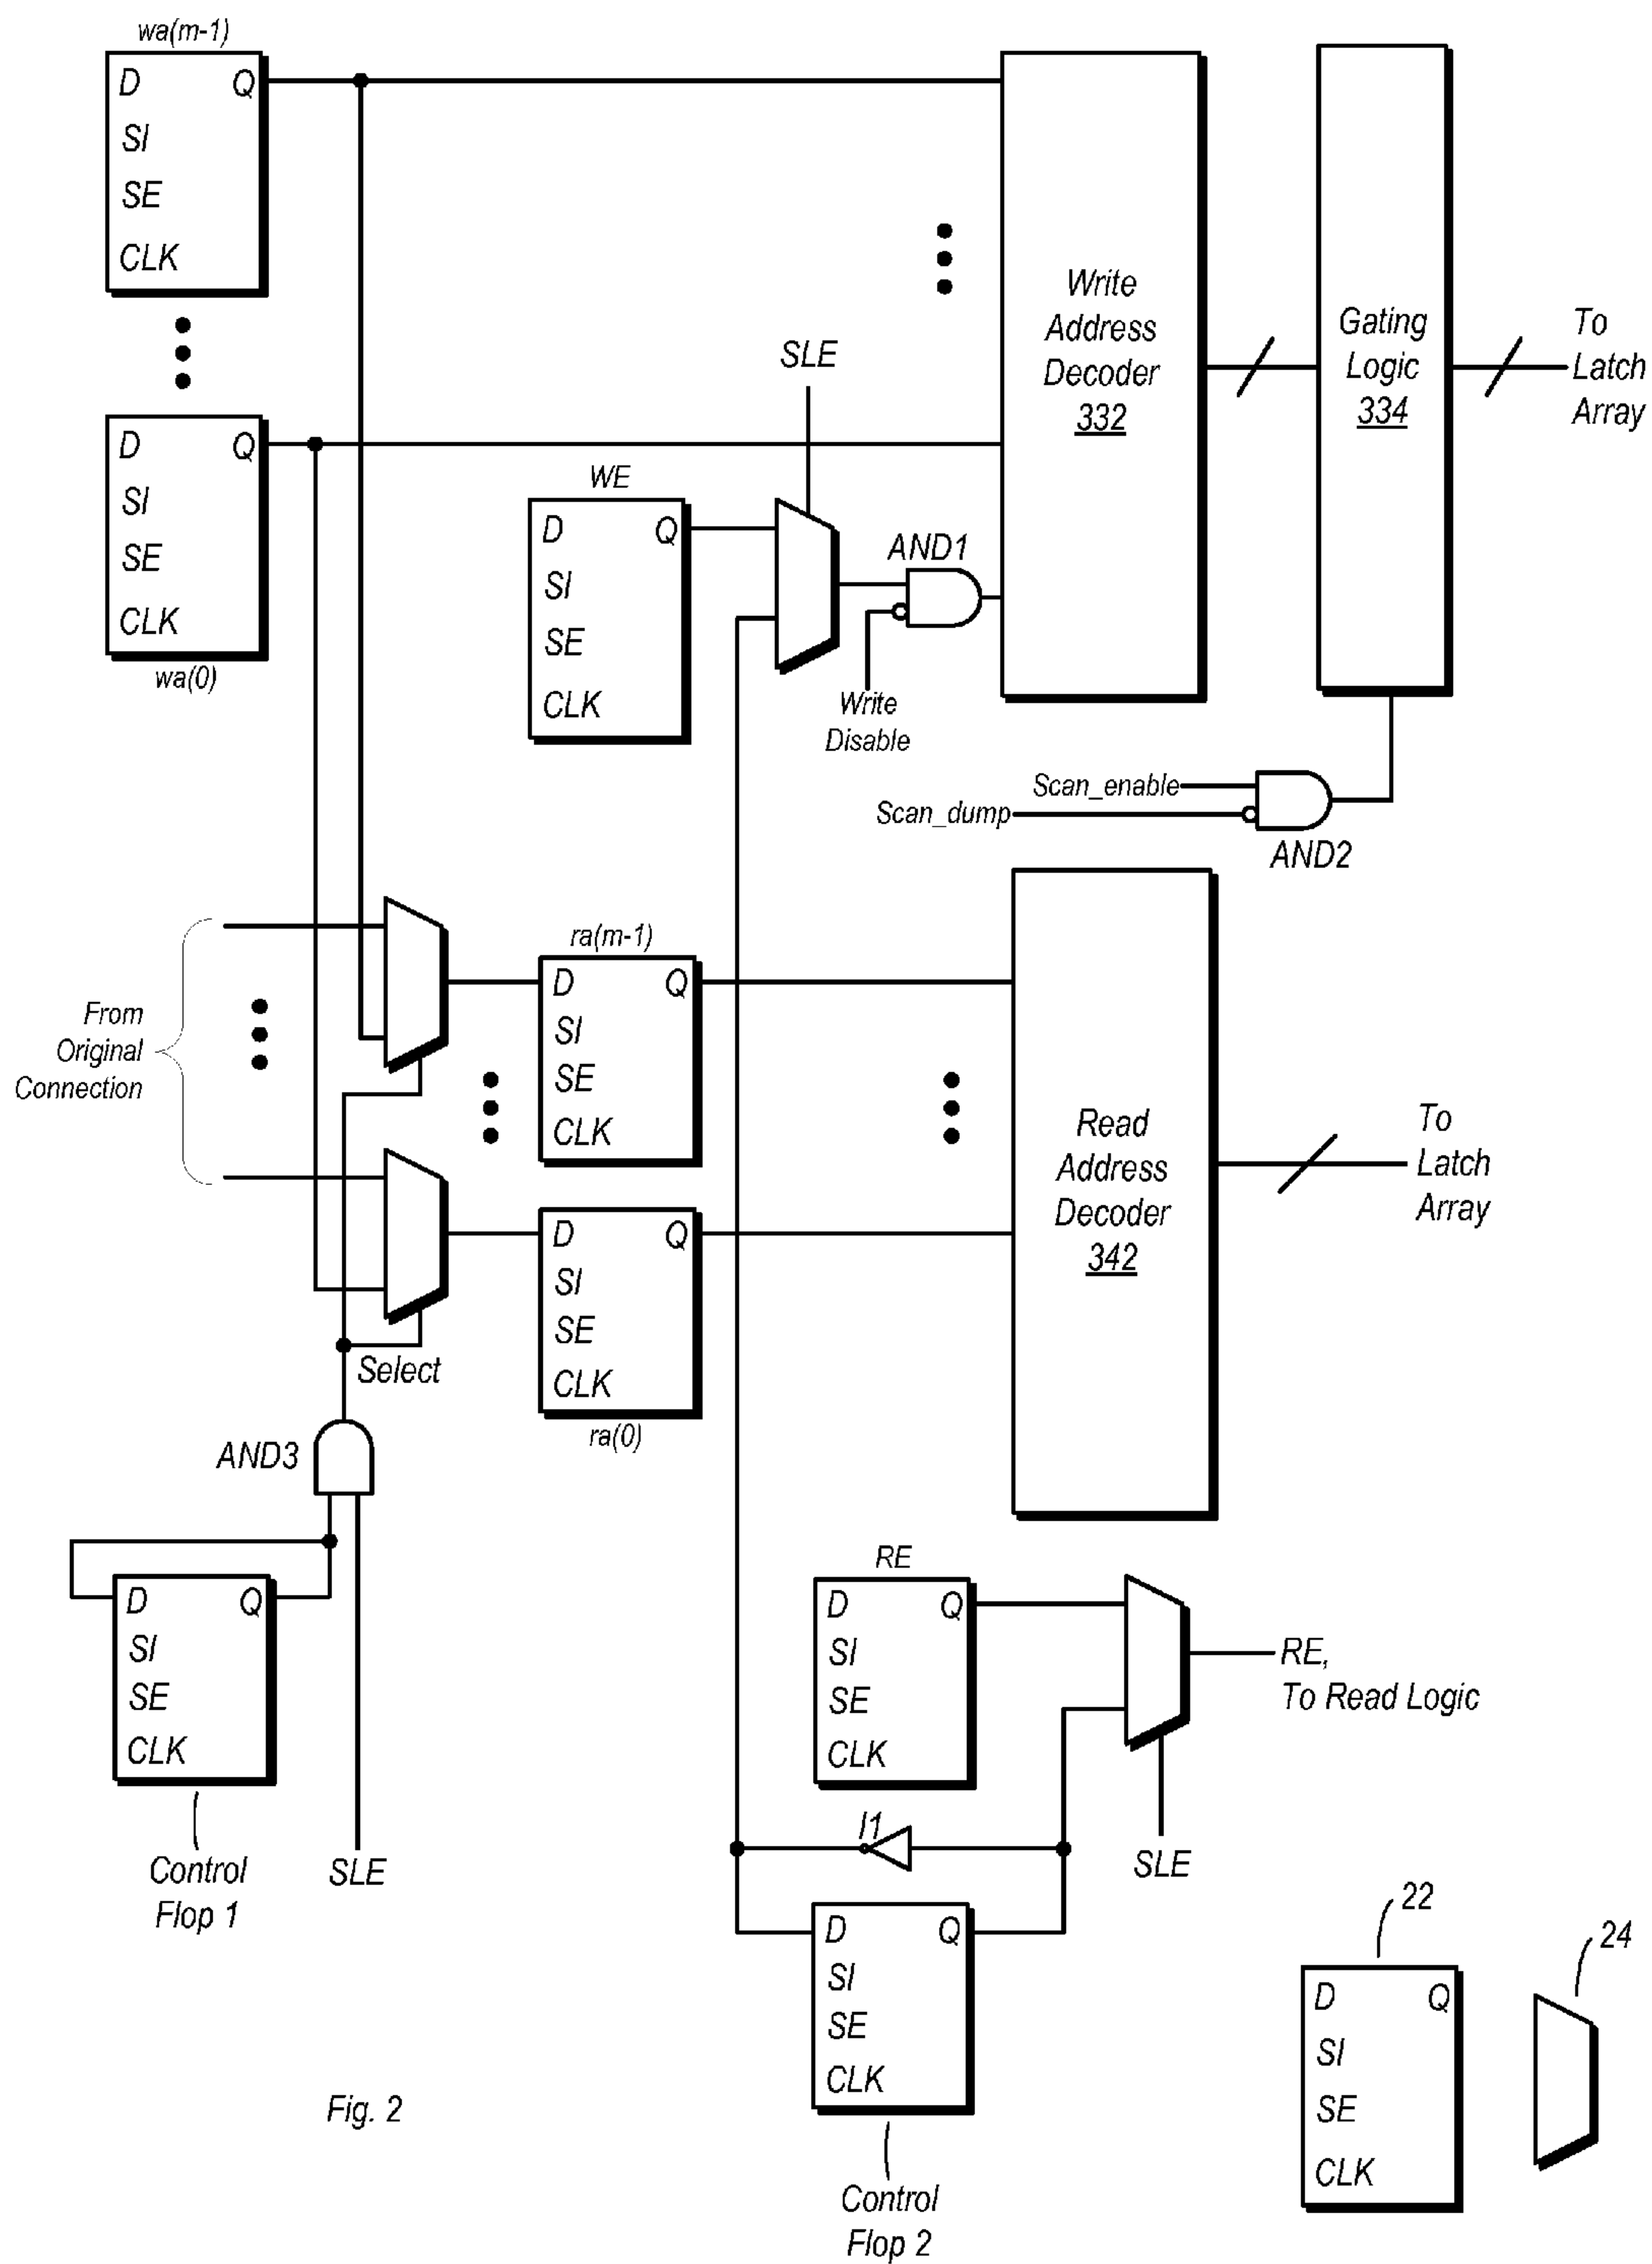 wa(m-1)
D Q
SI
SE
CLK
D Q
SI
SE
CLK
wa(0)
SLE
WE
D Q
SI
SE
CLK
AND1
Write
Disable
Write
Address
Decoder
332
Gating
Logic
334
To
Latch
Array
Scan_enable
Scan_dump
AND2
From
Original
Connection
ra(m-1)
D Q
SI
SE
CLK
D Q
SI
SE
CLK
ra(0)
Select
Read
Address
Decoder
342
To
Latch
Array
AND3
D Q
SI
SE
CLK
Control
Flop 1
SLE
RE
D Q
SI
SE
CLK
RE,
To Read Logic
SLE
I1
D Q
SI
SE
CLK
Control
Flop 2
22
D Q
SI
SE
CLK
24
Fig. 2